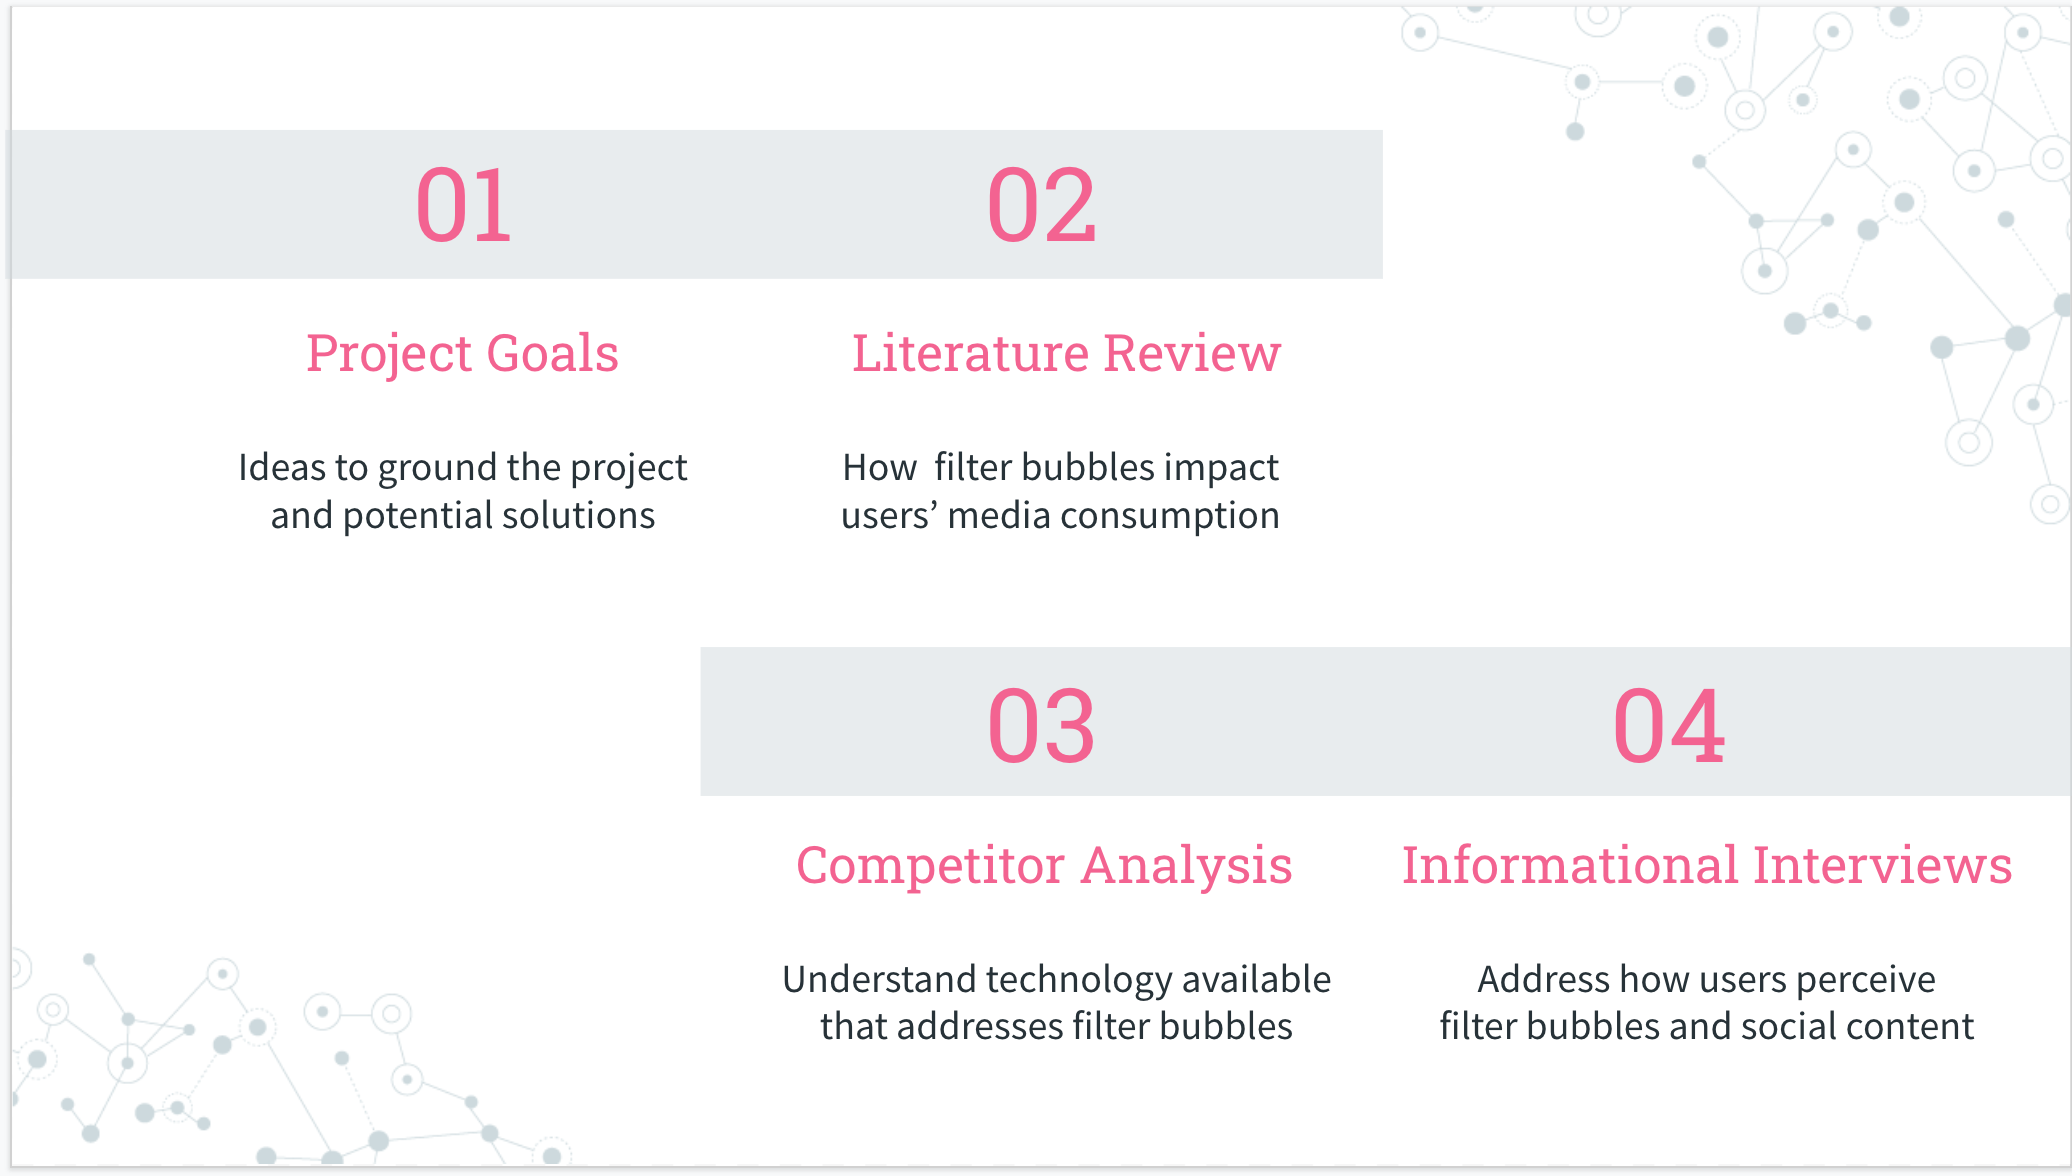 01
02
Project Goals
Literature Review
Ideas to ground the project
and potential solutions
How  filter bubbles impact
users’ media consumption
03
04
Competitor Analysis
Informational Interviews
Understand technology available
that addresses filter bubbles
Address how users perceive
filter bubbles and social content